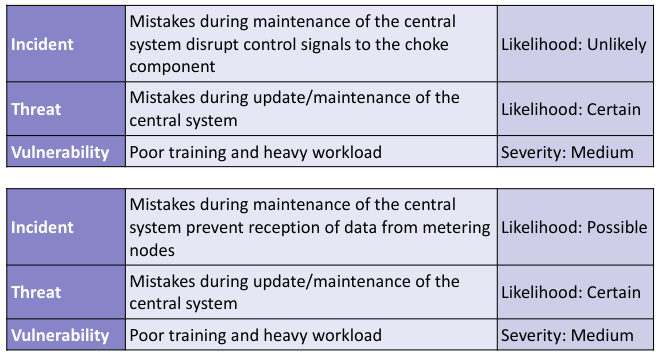 Incident
Mistakes during maintenance of the central
system disrupt control signals to the choke
component
Likelihood: Unlikely
Threat
Mistakes during update/maintenance of the
central system
Likelihood: Certain
Vulnerability
Poor training and heavy workload
Severity: Medium
Incident
Mistakes during maintenance of the central
system prevent reception of data from metering
nodes
Likelihood: Possible
Threat
Mistakes during update/maintenance of the
central system
Likelihood: Certain
Vulnerability
Poor training and heavy workload
Severity: Medium